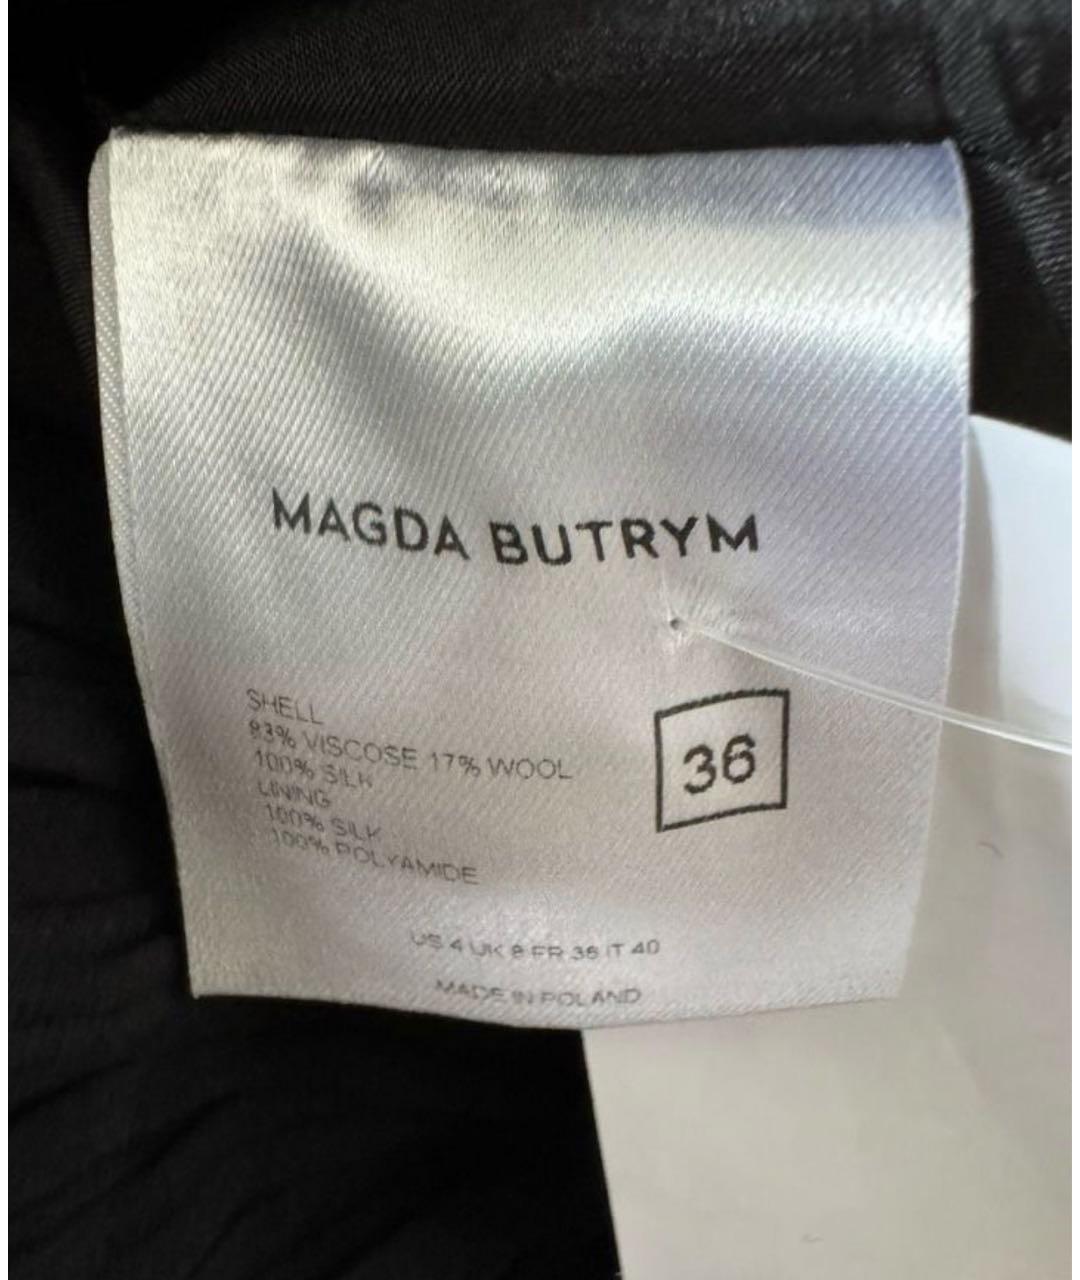 MAGDA BUTRYM
SHELL
83% VISCOSE 17% WOOL
100% SILK
LINING
100% SILK
100% POLYAMIDE
36
US 4 UK 8 FR 36 IT 40
MADE IN POLAND